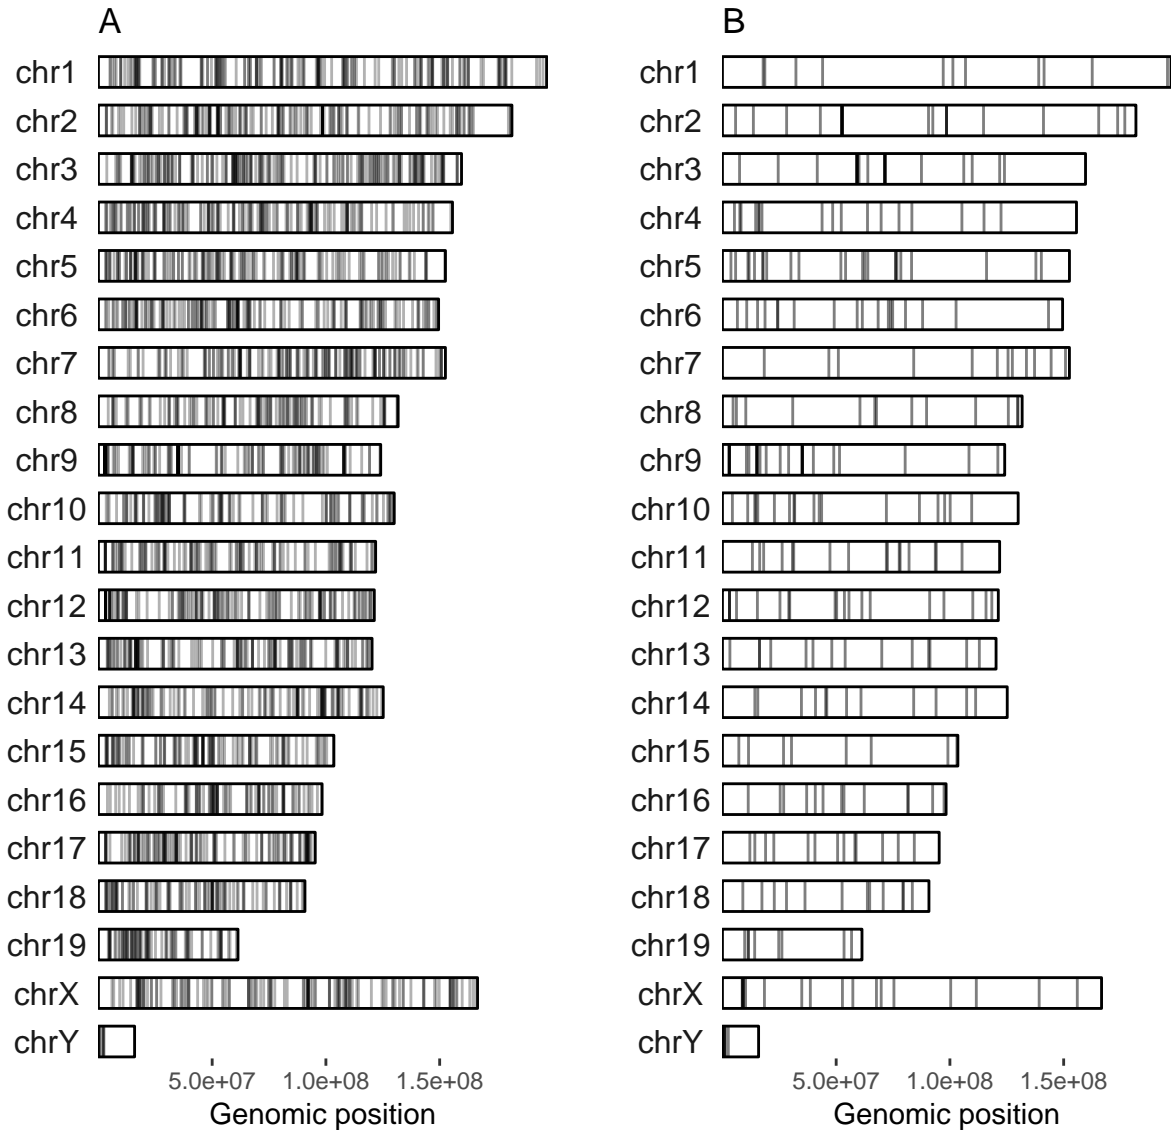 A
chr1
chr2
chr3
chr4
chr5
chr6
chr7
chr8
chr9
chr10
chr11
chr12
chr13
chr14
chr15
chr16
chr17
chr18
chr19
chrX
chrY
5.0e+07 1.0e+08 1.5e+08
Genomic position
B
chr1
chr2
chr3
chr4
chr5
chr6
chr7
chr8
chr9
chr10
chr11
chr12
chr13
chr14
chr15
chr16
chr17
chr18
chr19
chrX
chrY
5.0e+07 1.0e+08 1.5e+08
Genomic position